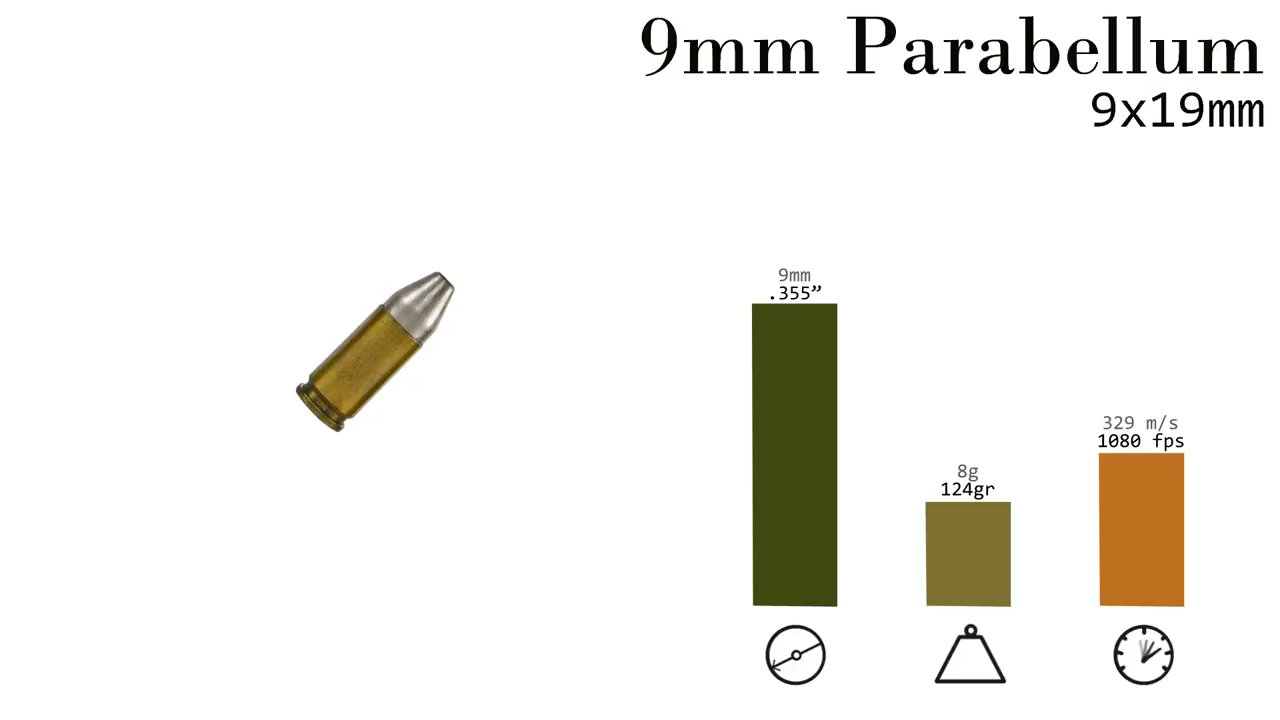 9mm Parabellum
9x19mm
9mm
.355”
8g
124gr
329 m/s
1080 fps